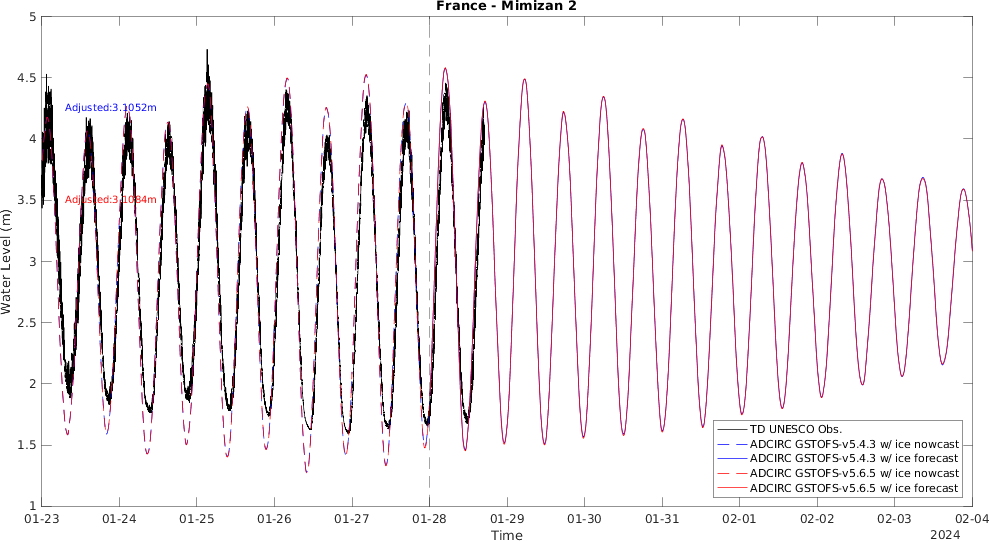 France - Mimizan 2
5
4.5
4
3.5
3
2.5
2
1.5
1
Water Level (m)
Adjusted:3.1052m
Adjusted:3.1084m
TD UNESCO Obs.
ADCIRC GSTOFS-v5.4.3 w/ ice nowcast
ADCIRC GSTOFS-v5.4.3 w/ ice forecast
ADCIRC GSTOFS-v5.6.5 w/ ice nowcast
ADCIRC GSTOFS-v5.6.5 w/ ice forecast
01-23 01-24 01-25 01-26 01-27 01-28 01-29 01-30 01-31 02-01 02-02 02-03 02-04
Time
2024